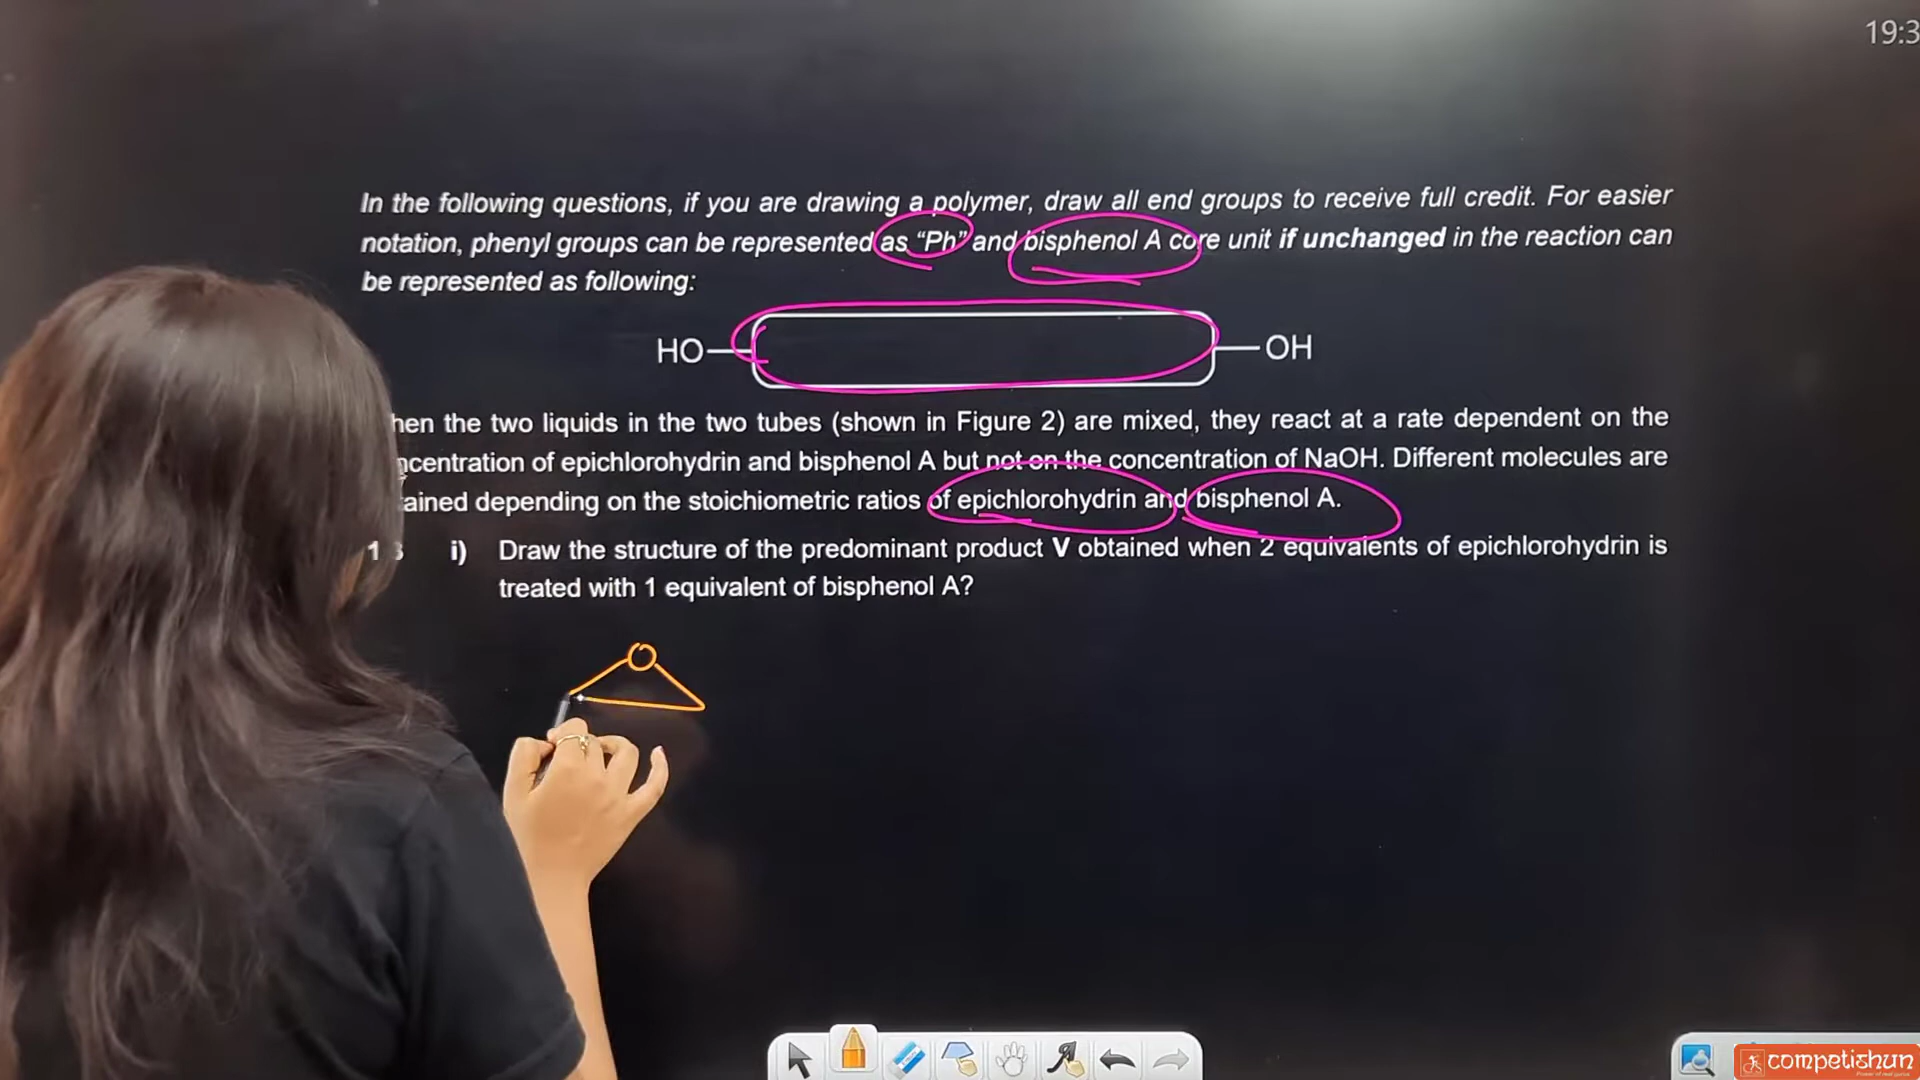 19:3
In the following questions, if you are drawing a polymer, draw all end groups to receive full credit. For easier
notation, phenyl groups can be represented as “Ph” and bisphenol A core unit if unchanged in the reaction can
be represented as following:
HO OH
hen the two liquids in the two tubes (shown in Figure 2) are mixed, they react at a rate dependent on the
ncentration of epichlorohydrin and bisphenol A but not on the concentration of NaOH. Different molecules are
tained depending on the stoichiometric ratios of epichlorohydrin and bisphenol A.
i) Draw the structure of the predominant product V obtained when 2 equivalents of epichlorohydrin is
treated with 1 equivalent of bisphenol A?
O
competishun